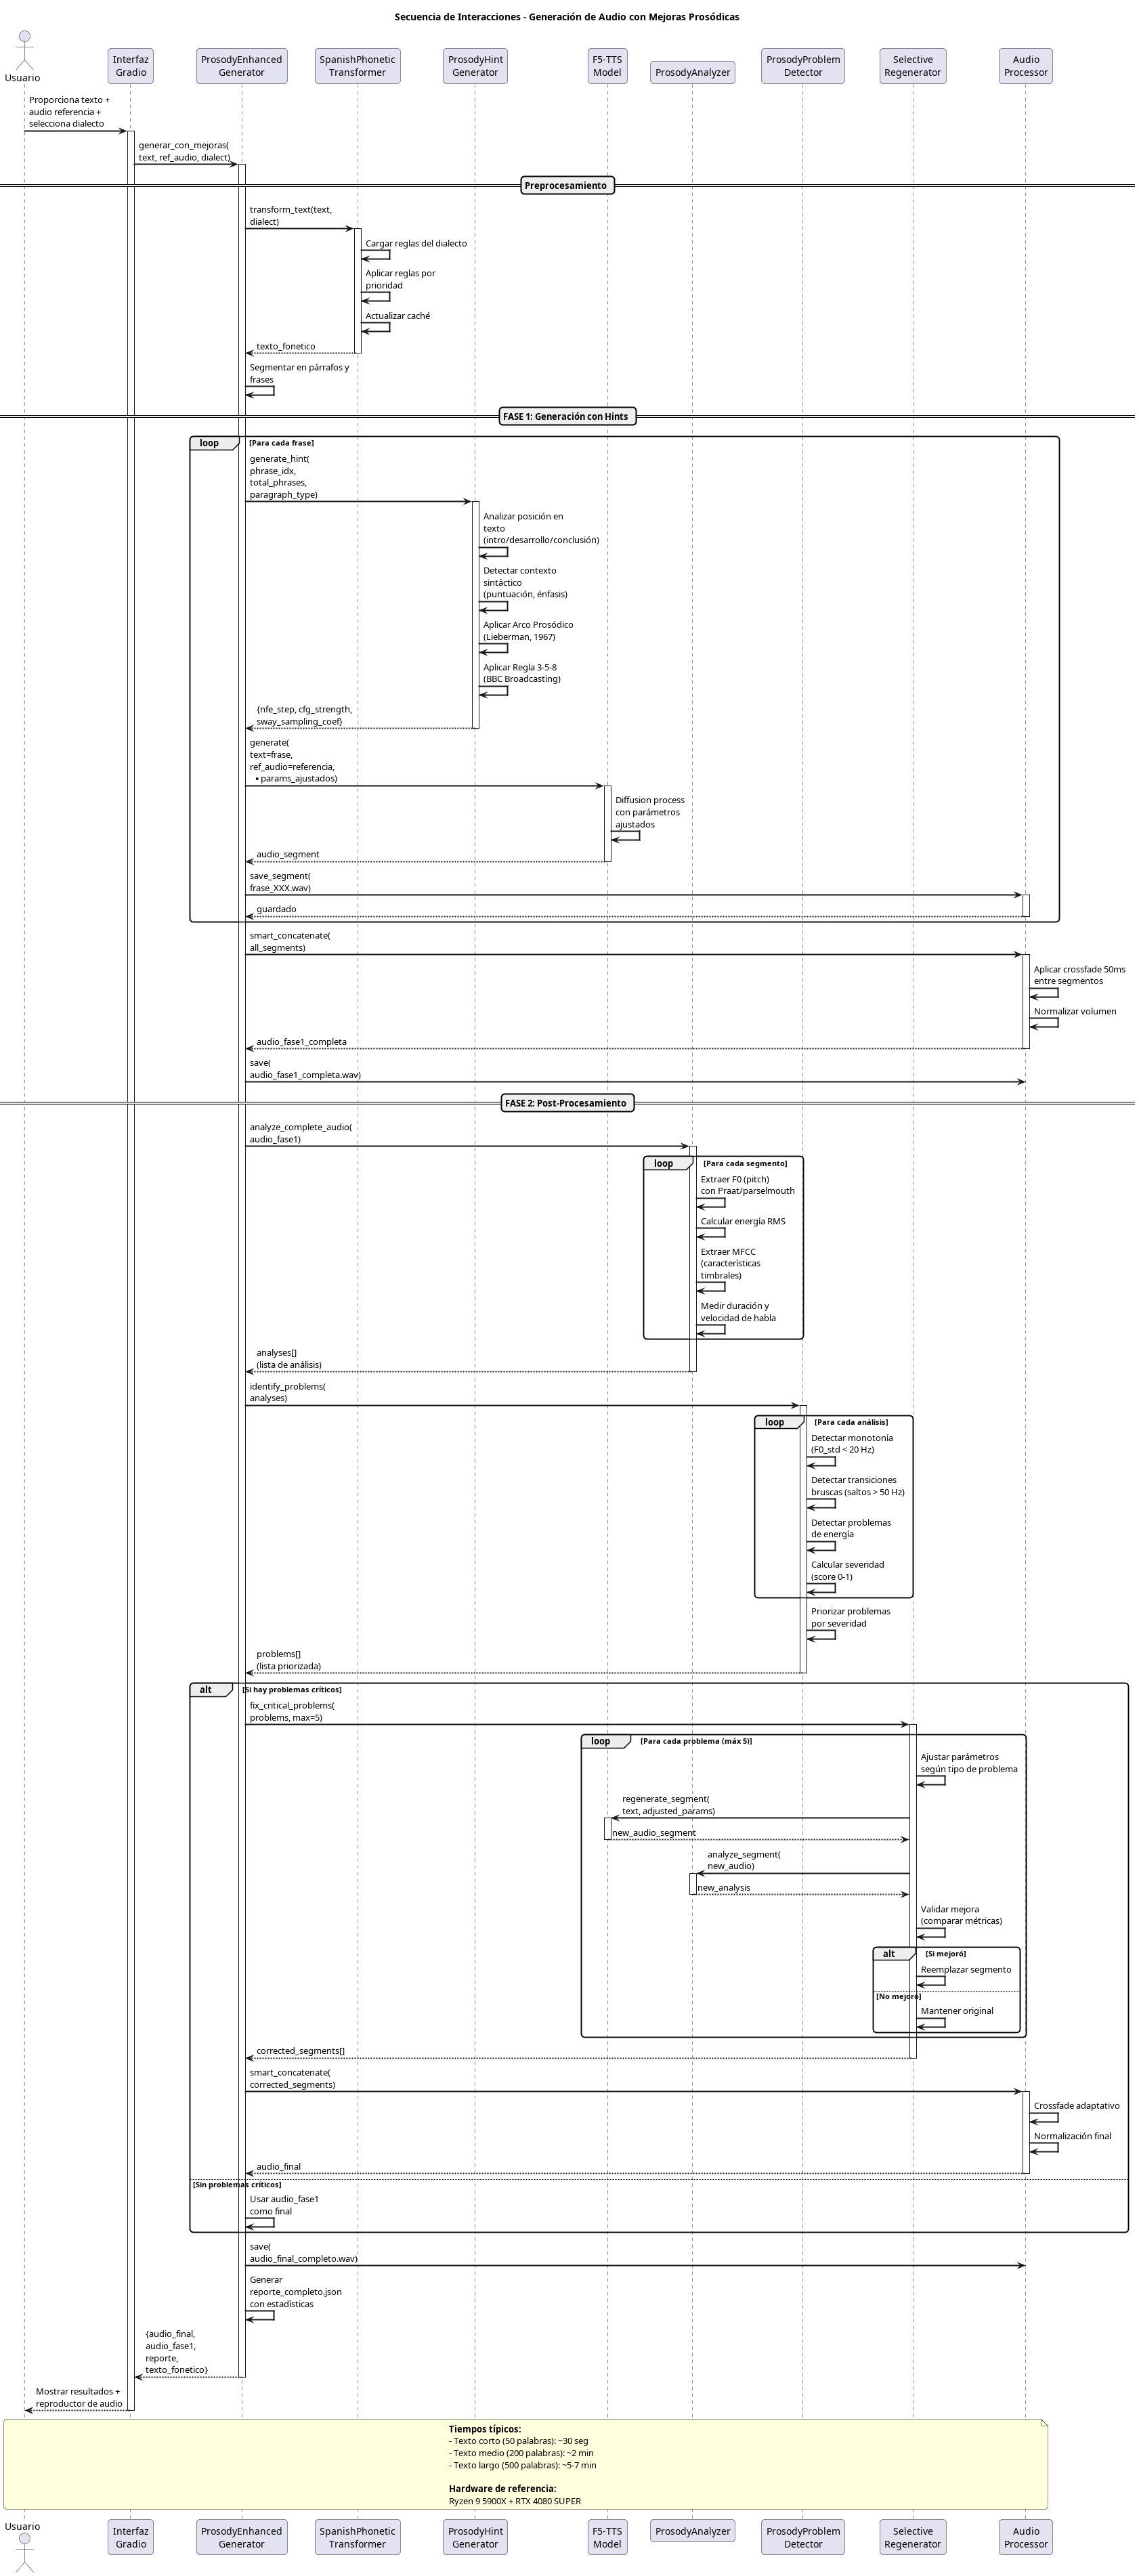 Secuencia de Interacciones - Generación de Audio con Mejoras Prosódicas
Usuario
Interfaz
Gradio
ProsodyEnhanced
Generator
SpanishPhonetic
Transformer
ProsodyHint
Generator
F5-TTS
Model
ProsodyAnalyzer
ProsodyProblem
Detector
Selective
Regenerator
Audio
Processor
Proporciona texto +
audio referencia +
selecciona dialecto
generar_con_mejoras(
text, ref_audio, dialect)
Preprocesamiento
transform_text(text,
dialect)
Cargar reglas del dialecto
Aplicar reglas por
prioridad
Actualizar caché
texto_fonetico
Segmentar en párrafos y
frases
FASE 1: Generación con Hints
loop [Para cada frase]
generate_hint(
phrase_idx,
total_phrases,
paragraph_type)
Analizar posición en
texto
(intro/desarrollo/conclusión)
Detectar contexto
sintáctico
(puntuación, énfasis)
Aplicar Arco Prosódico
(Lieberman, 1967)
Aplicar Regla 3-5-8
(BBC Broadcasting)
{nfe_step, cfg_strength,
sway_sampling_coef}
generate(
text=frase,
ref_audio=referencia,
• params_ajustados)
Diffusion process
con parámetros
ajustados
audio_segment
save_segment(
frase_XXX.wav)
guardado
smart_concatenate(
all_segments)
Aplicar crossfade 50ms
entre segmentos
Normalizar volumen
audio_fase1_completa
save(
audio_fase1_completa.wav)
FASE 2: Post-Procesamiento
analyze_complete_audio(
audio_fase1)
loop [Para cada segmento]
Extraer F0 (pitch)
con Praat/parselmouth
Calcular energía RMS
Extraer MFCC
(características
timbrales)
Medir duración y
velocidad de habla
analyses[]
(lista de análisis)
identify_problems(
analyses)
loop [Para cada análisis]
Detectar monotonía
(F0_std < 20 Hz)
Detectar transiciones
bruscas (saltos > 50 Hz)
Detectar problemas
de energía
Calcular severidad
(score 0-1)
Priorizar problemas
por severidad
problems[]
(lista priorizada)
alt [Si hay problemas críticos]
fix_critical_problems(
problems, max=5)
loop [Para cada problema (máx 5)]
Ajustar parámetros
según tipo de problema
regenerate_segment(
text, adjusted_params)
new_audio_segment
analyze_segment(
new_audio)
new_analysis
Validar mejora
(comparar métricas)
alt [Si mejoró]
Reemplazar segmento
[No mejoró]
Mantener original
corrected_segments[]
smart_concatenate(
corrected_segments)
Crossfade adaptativo
Normalización final
audio_final
[Sin problemas críticos]
Usar audio_fase1
como final
save(
audio_final_completo.wav)
Generar
reporte_completo.json
con estadísticas
{audio_final,
audio_fase1,
reporte,
texto_fonetico}
Mostrar resultados +
reproductor de audio
Tiempos típicos:
- Texto corto (50 palabras): ~30 seg
- Texto medio (200 palabras): ~2 min
- Texto largo (500 palabras): ~5-7 min
Hardware de referencia:
Ryzen 9 5900X + RTX 4080 SUPER
Usuario
Interfaz
Gradio
ProsodyEnhanced
Generator
SpanishPhonetic
Transformer
ProsodyHint
Generator
F5-TTS
Model
ProsodyAnalyzer
ProsodyProblem
Detector
Selective
Regenerator
Audio
Processor